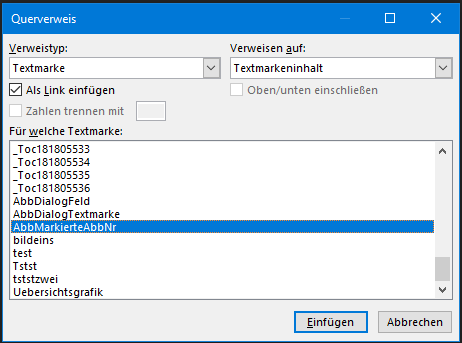 Querverweis
Verweistyp:
Verweisen auf:
Textmarke
Textmarkeninhalt
Als Link einfügen
Oben/unten einschließen
Zahlen trennen mit
Für welche Textmarke:
_Toc181805533
_Toc181805534
_Toc181805535
_Toc181805536
AbbDialogFeld
AbbDialogTextmarke
AbbMarkierteAbbNr
bildeins
test
Tstst
tststzwei
Uebersichtsgrafik
Einfügen
Abbrechen